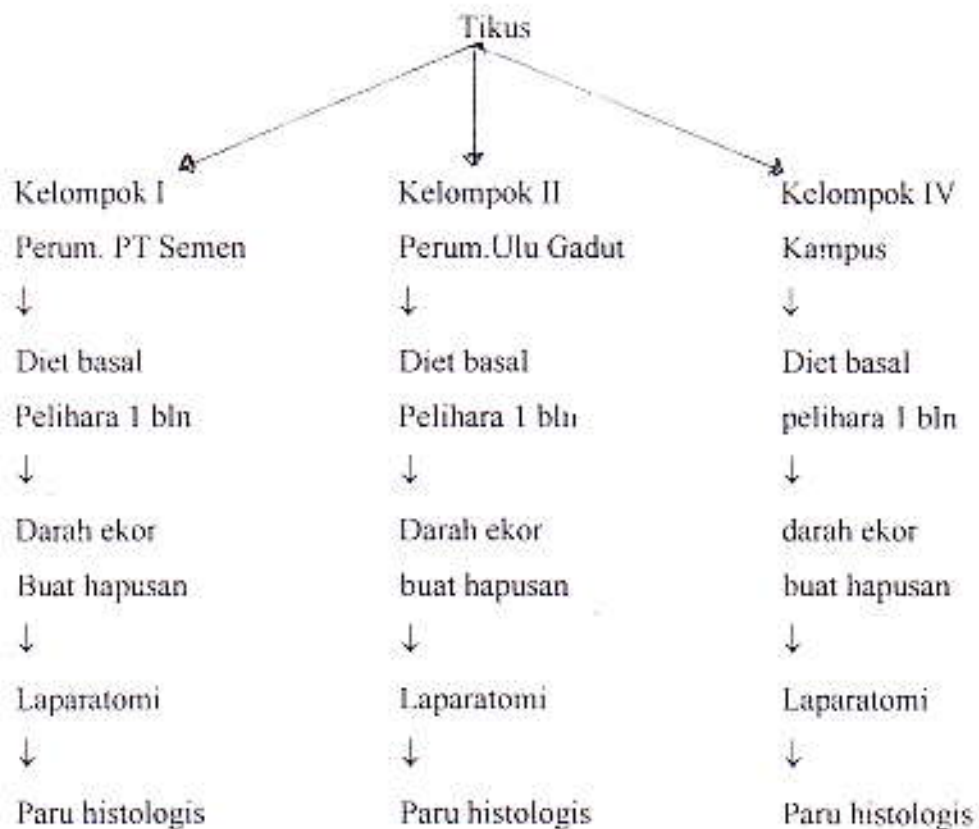 Tikus
Kelompok I Kelompok II Kelompok IV
Perum. PT Semen Perum.Ulu Gadut Kampus
↓ ↓ ↓
Diet basal Diet basal Diet basal
Pelihara 1 bln Pelihara 1 bln pelihara 1 bln
↓ ↓ ↓
Darah ekor Darah ekor darah ekor
Buat hapusan buat hapusan buat hapusan
↓ ↓ ↓
Laparatomi Laparatomi Laparatomi
↓ ↓ ↓
Paru histologis Paru histologis Paru histologis